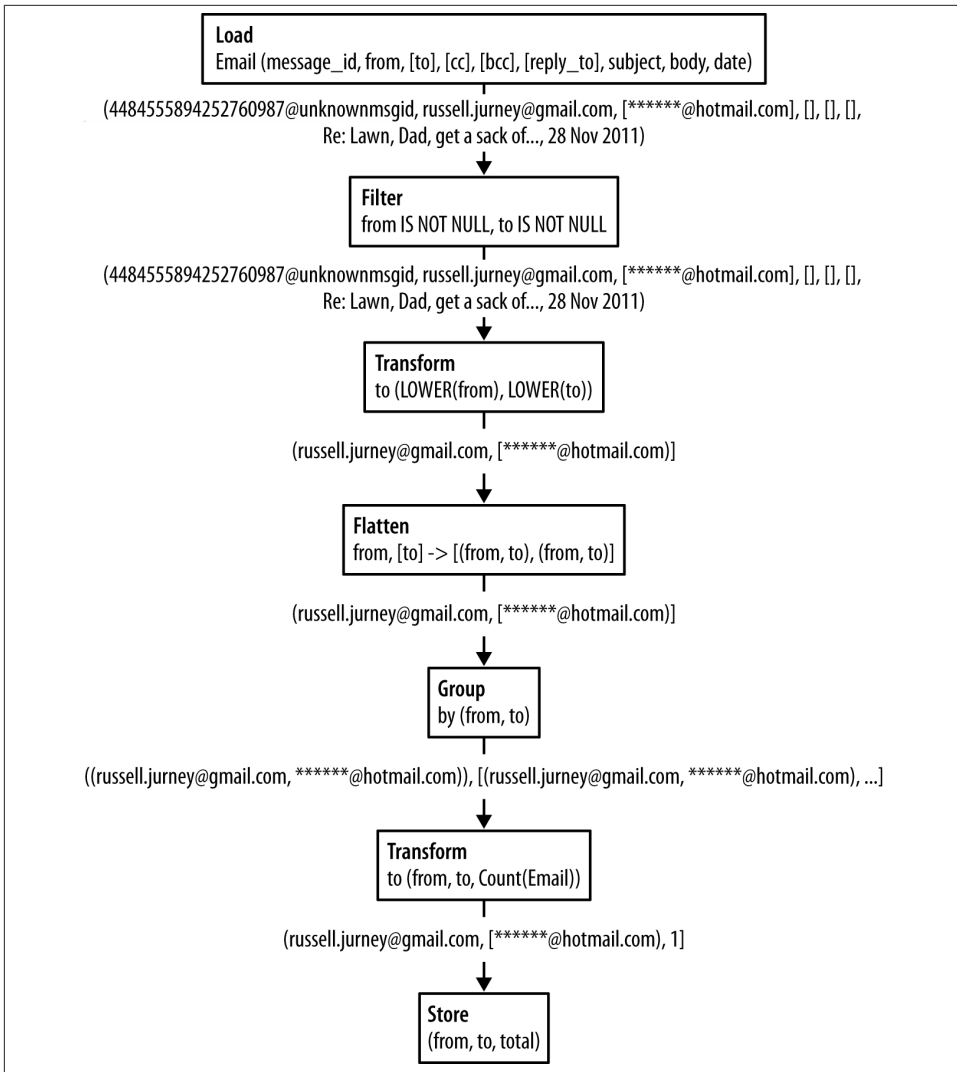 Load
Email (message_id, from, [to], [cc], [bcc], [reply_to], subject, body, date)
(4484555894252760987@unknownmsgid, russell.jurney@gmail.com, [******@hotmail.com], [], [], [],
Re: Lawn, Dad, get a sack of..., 28 Nov 2011)
Filter
from IS NOT NULL, to IS NOT NULL
(4484555894252760987@unknownmsgid, russell.jurney@gmail.com, [******@hotmail.com], [], [], [],
Re: Lawn, Dad, get a sack of..., 28 Nov 2011)
Transform
to (LOWER(from), LOWER(to))
(russell.jurney@gmail.com, [******@hotmail.com)]
Flatten
from, [to] -> [(from, to), (from, to)]
(russell.jurney@gmail.com, [******@hotmail.com)]
Group
by (from, to)
((russell.jurney@gmail.com, ******@hotmail.com)), [(russell.jurney@gmail.com, ******@hotmail.com), ...]
Transform
to (from, to, Count(Email))
(russell.jurney@gmail.com, [******@hotmail.com), 1]
Store
(from, to, total)